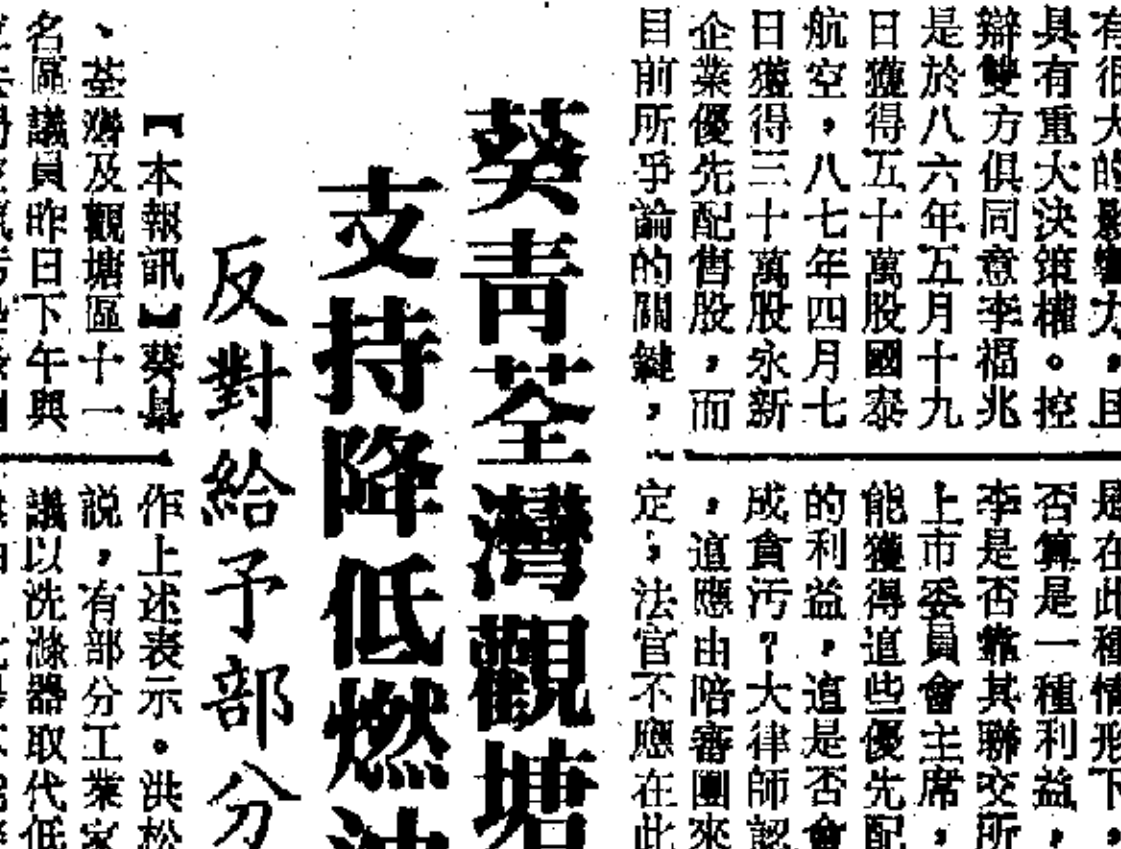 有很大的影響力，且
具有重大決策權。控
辯雙方俱同意李福兆
是於八六年五月十九
日獲得五十萬股國泰
航空，八七年四月七
日獲得三十萬股永新
企業優先配售股，而
目前所爭論的關鍵，
是在此種情形下，
否算是一種利益，
李是否靠其聯交所
上市委員會主席，
能獲得這些優先配
的利益，這是否會
成貪污？大律師認
，這應由陪審團來
定；法官不應在此
葵青荃灣觀塘
支持降低燃油
反對給予部分
【本報訊】葵靑
、荃灣及觀塘區十一
名區議員昨日下午與
作上述表示。洪松
說，有部分工業家
議以洗滌器取代低